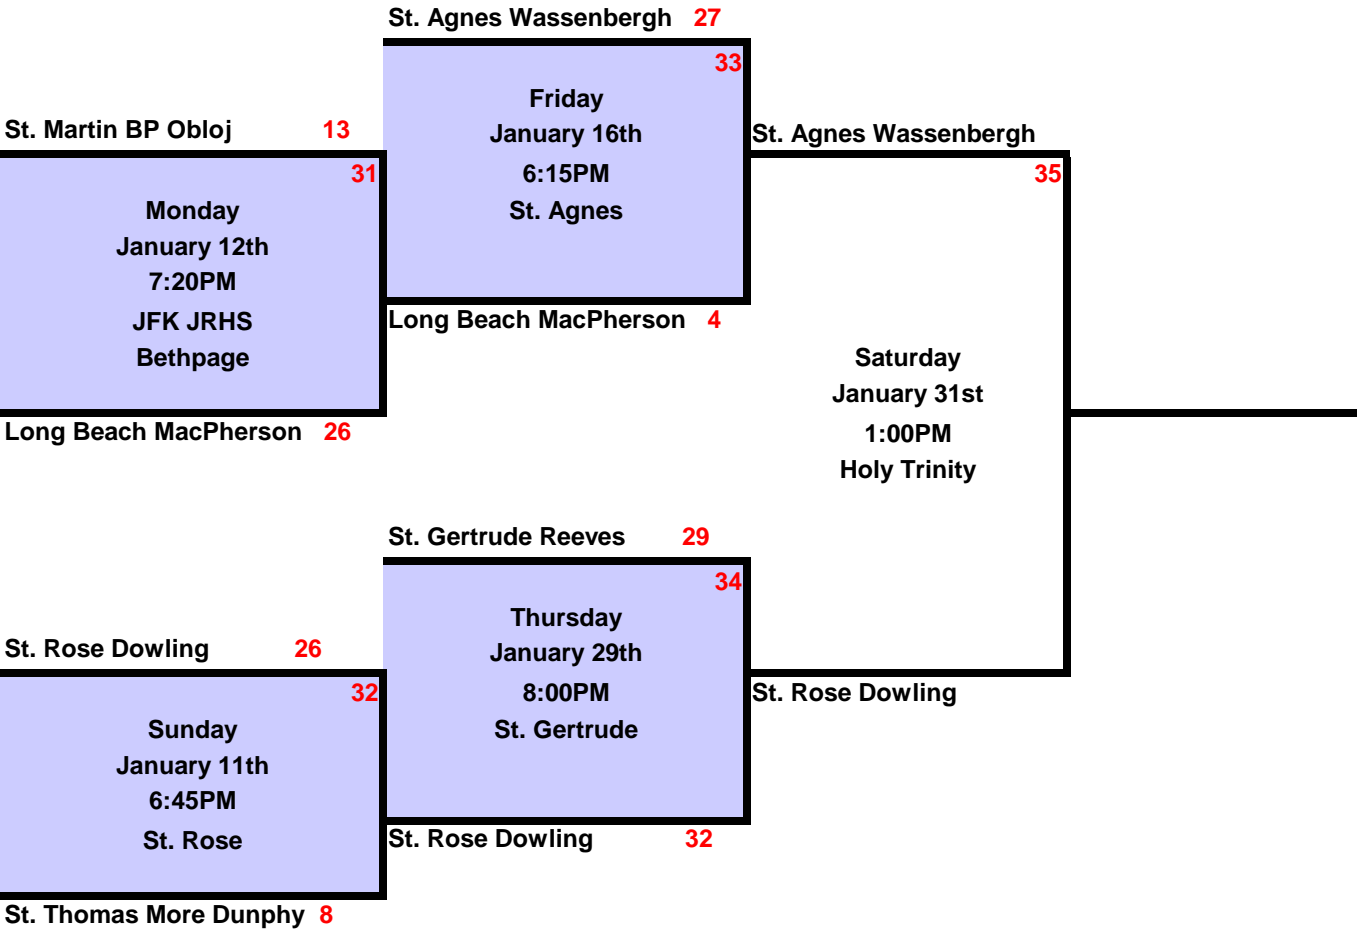 St. Agnes Wassenbergh 27
33
Friday
January 16th
6:15PM
St. Agnes
St. Martin BP Obloj 13
31
Monday
January 12th
7:20PM
JFK JRHS
Bethpage
St. Agnes Wassenbergh
35
Long Beach MacPherson 4
Long Beach MacPherson 26
Saturday
January 31st
1:00PM
Holy Trinity
St. Gertrude Reeves 29
34
Thursday
January 29th
8:00PM
St. Gertrude
St. Rose Dowling 26
32
Sunday
January 11th
6:45PM
St. Rose
St. Rose Dowling
St. Rose Dowling 32
St. Thomas More Dunphy 8